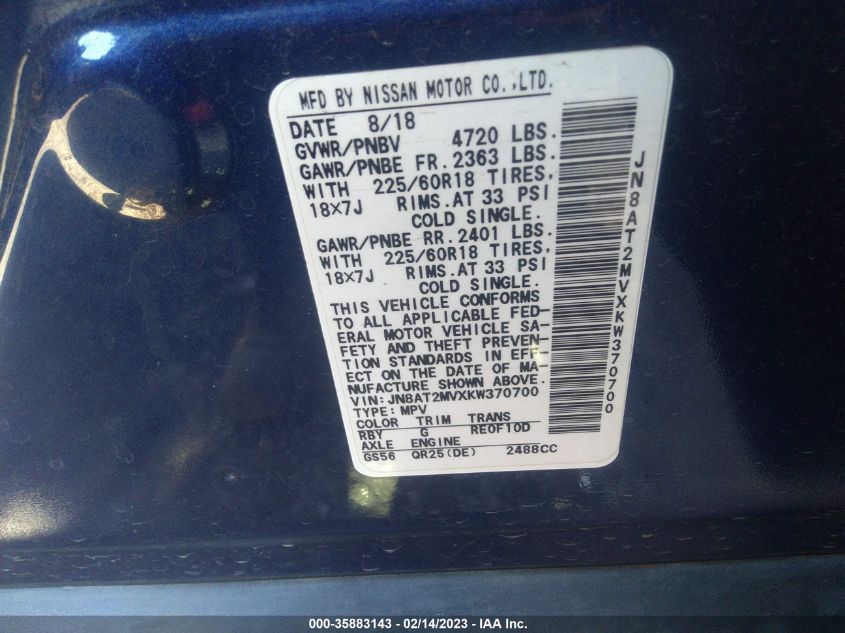 MFD BY NISSAN MOTOR CO.,LTD.
DATE 8/18
GVWR/PNBV 4720 LBS.
GAWR/PNBE FR. 2363 LBS.
WITH 225/60R18 TIRES,
18X7J RIMS.AT 33 PSI
COLD SINGLE.
GAWR/PNBE RR. 2401 LBS.
WITH 225/60R18 TIRES,
18X7J RIMS.AT 33 PSI
COLD SINGLE.
THIS VEHICLE CONFORMS
TO ALL APPLICABLE FED-
ERAL MOTOR VEHICLE SA-
FETY AND THEFT PREVEN-
TION STANDARDS IN EFF-
ECT ON THE DATE OF MA-
NUFACTURE SHOWN ABOVE.
VIN: JN8AT2MVXKW370700
TYPE: MPV
COLOR TRIM TRANS
RBY G RE0F10D
AXLE ENGINE
GS56 QR25(DE) 2488CC
JN8AT2MVXKW370700
000-35883143 - 02/14/2023 - IAA Inc.